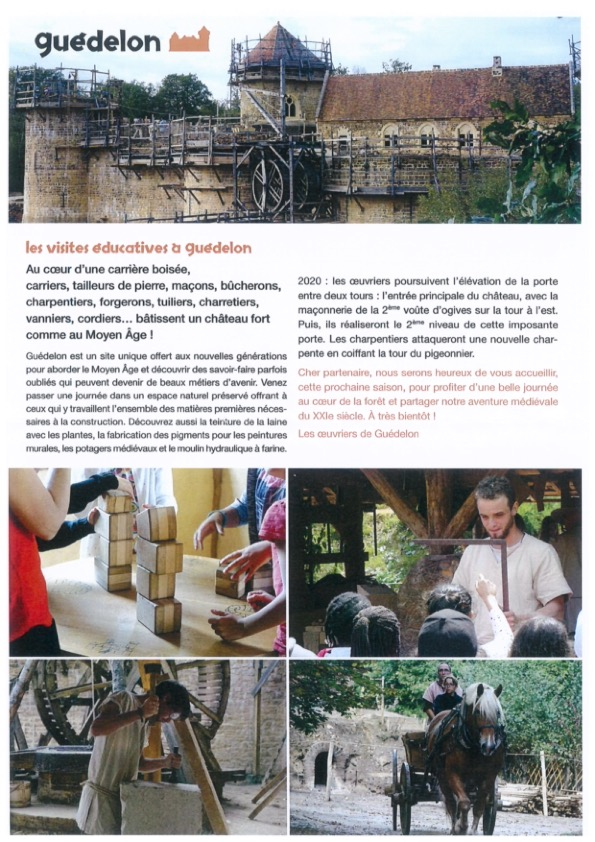 guédelon
les visites éducatives à guédelon
Au cœur d'une carrière boisée,
carriers, tailleurs de pierre, maçons, bûcherons,
charpentiers, forgerons, tuiliers, charretiers,
vanniers, cordiers... bâtissent un château fort
comme au Moyen Âge !
Guédelon est un site unique offert aux nouvelles générations
pour aborder le Moyen Âge et découvrir des savoir-faire parfois
oubliés qui peuvent devenir de beaux métiers d'avenir. Venez
passer une journée dans un espace naturel préservé offrant à
ceux qui y travaillent l'ensemble des matières premières néces-
saires à la construction. Découvrez aussi la teinture de la laine
avec les plantes, la fabrication des pigments pour les peintures
murales, les potagers médiévaux et le moulin hydraulique à farine.
2020 : les œuvriers poursuivent l'élévation de la porte
entre deux tours : l'entrée principale du château, avec la
maçonnerie de la 2ème voûte d'ogives sur la tour à l'est.
Puis, ils réaliseront le 2ème niveau de cette imposante
porte. Les charpentiers attaqueront une nouvelle char-
pente en coiffant la tour du pigeonnier.
Cher partenaire, nous serons heureux de vous accueillir,
cette prochaine saison, pour profiter d'une belle journée
au cœur de la forêt et partager notre aventure médiévale
du XXIe siècle. À très bientôt !
Les œuvriers de Guédelon